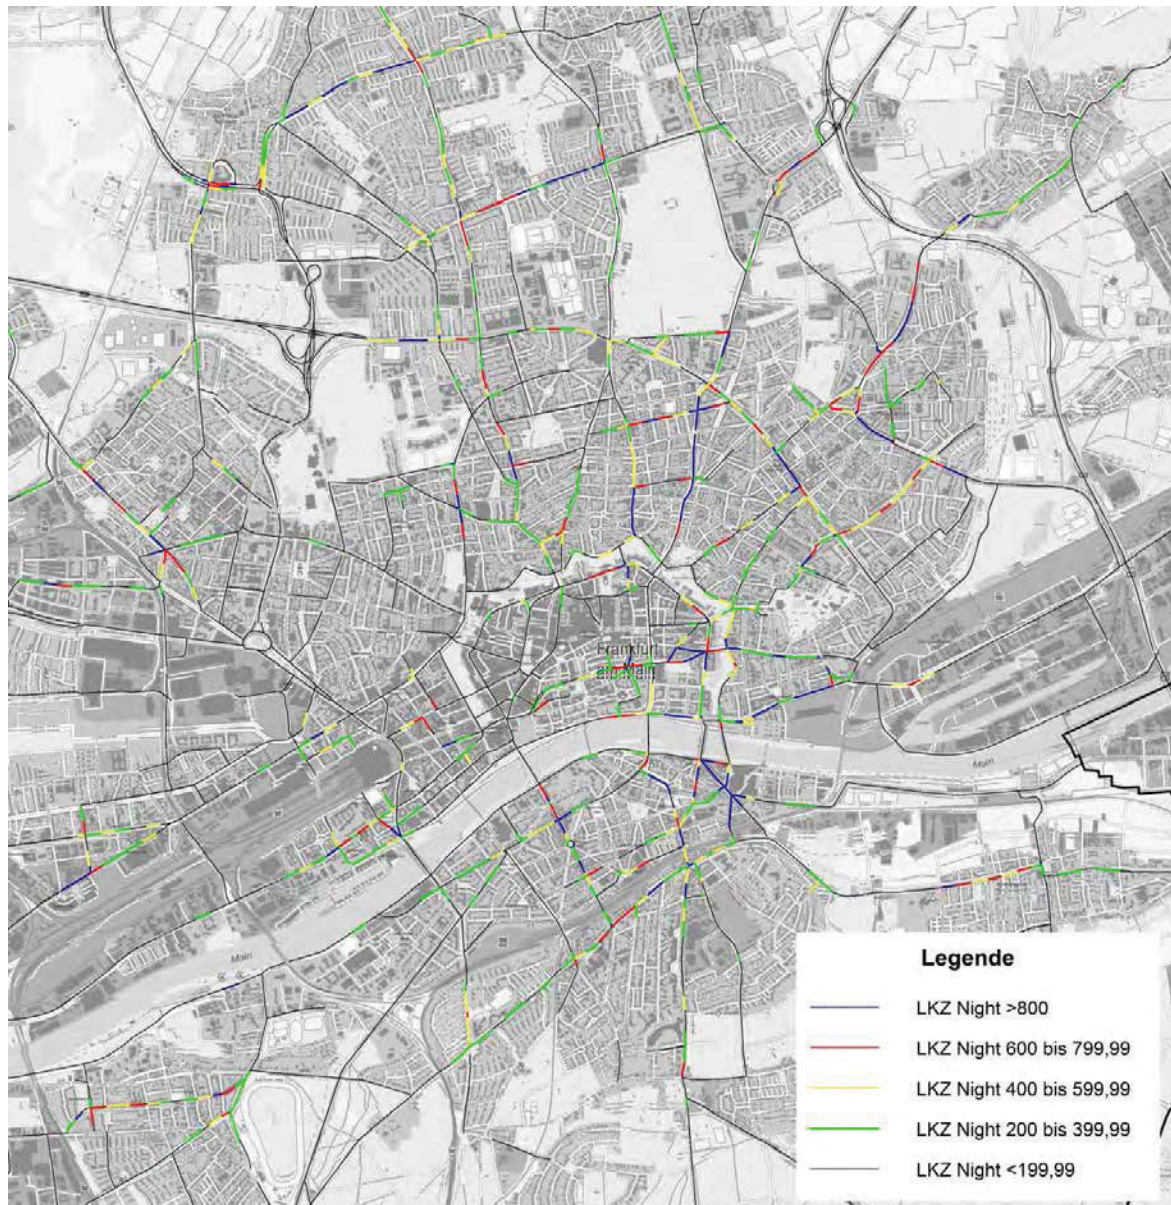 Frankfurt
am Main
Main
Main
Legende
LKZ Night >800
LKZ Night 600 bis 799,99
LKZ Night 400 bis 599,99
LKZ Night 200 bis 399,99
LKZ Night <199,99